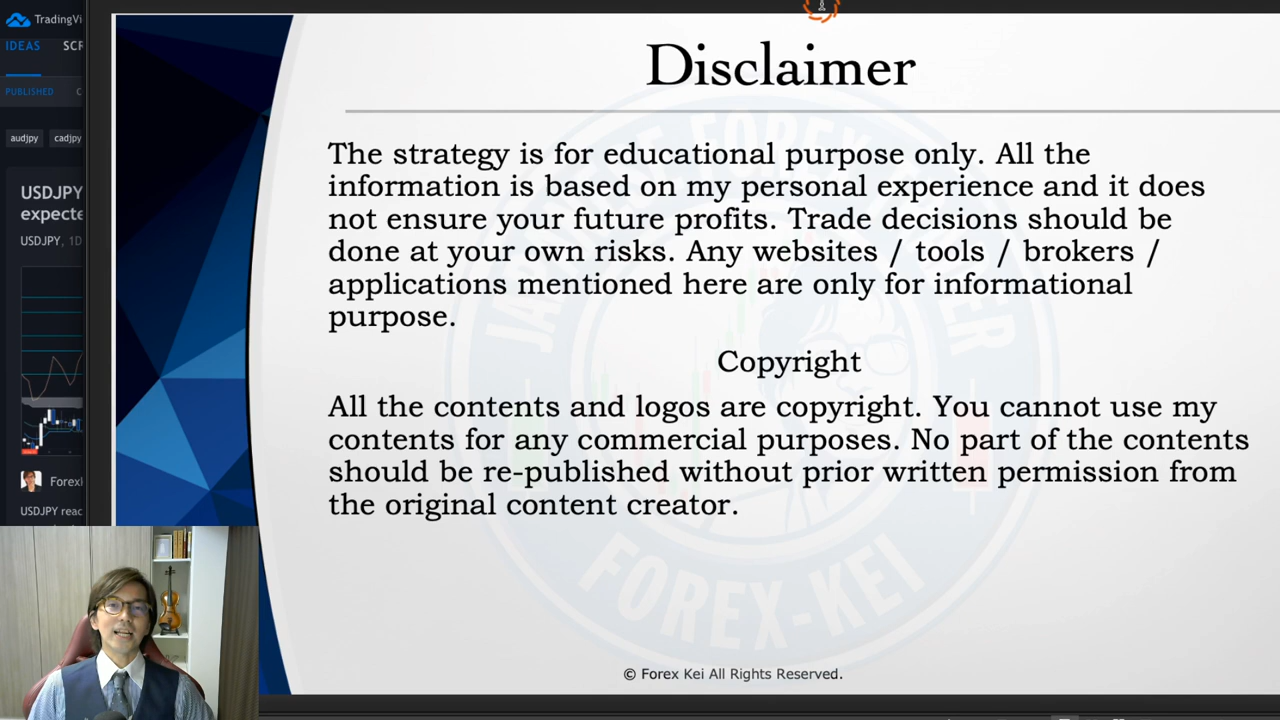 TradingVi
IDEAS SCR
PUBLISHED
audjpy cadjpy
USDJPY
expecte
USDJPY, 1D
Forexl
USDJPY reac
Disclaimer
The strategy is for educational purpose only. All the
information is based on my personal experience and it does
not ensure your future profits. Trade decisions should be
done at your own risks. Any websites / tools / brokers /
applications mentioned here are only for informational
purpose.
Copyright
All the contents and logos are copyright. You cannot use my
contents for any commercial purposes. No part of the contents
should be re-published without prior written permission from
the original content creator.
JAPANESE FOREX TRADER
FOREX-KEI
© Forex Kei All Rights Reserved.